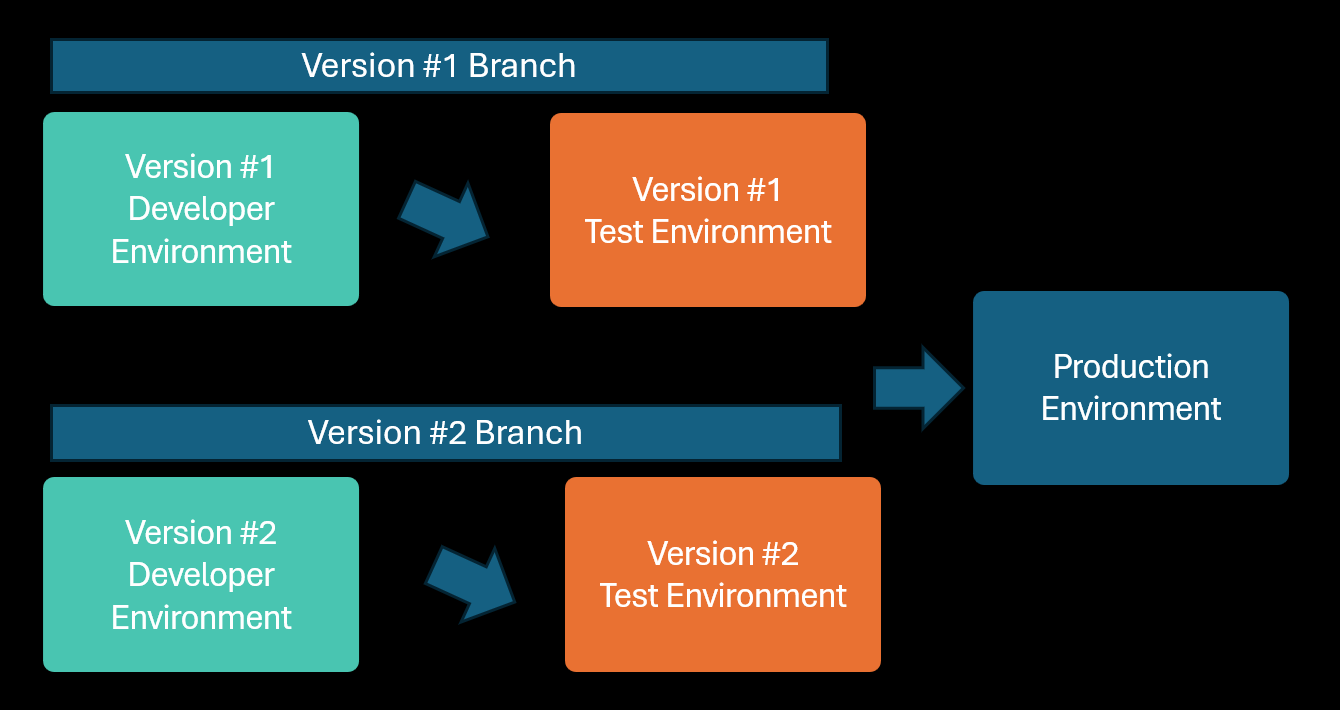 Version #1 Branch
Version #1
Developer
Environment
Version #1
Test Environment
Production
Environment
Version #2 Branch
Version #2
Developer
Environment
Version #2
Test Environment